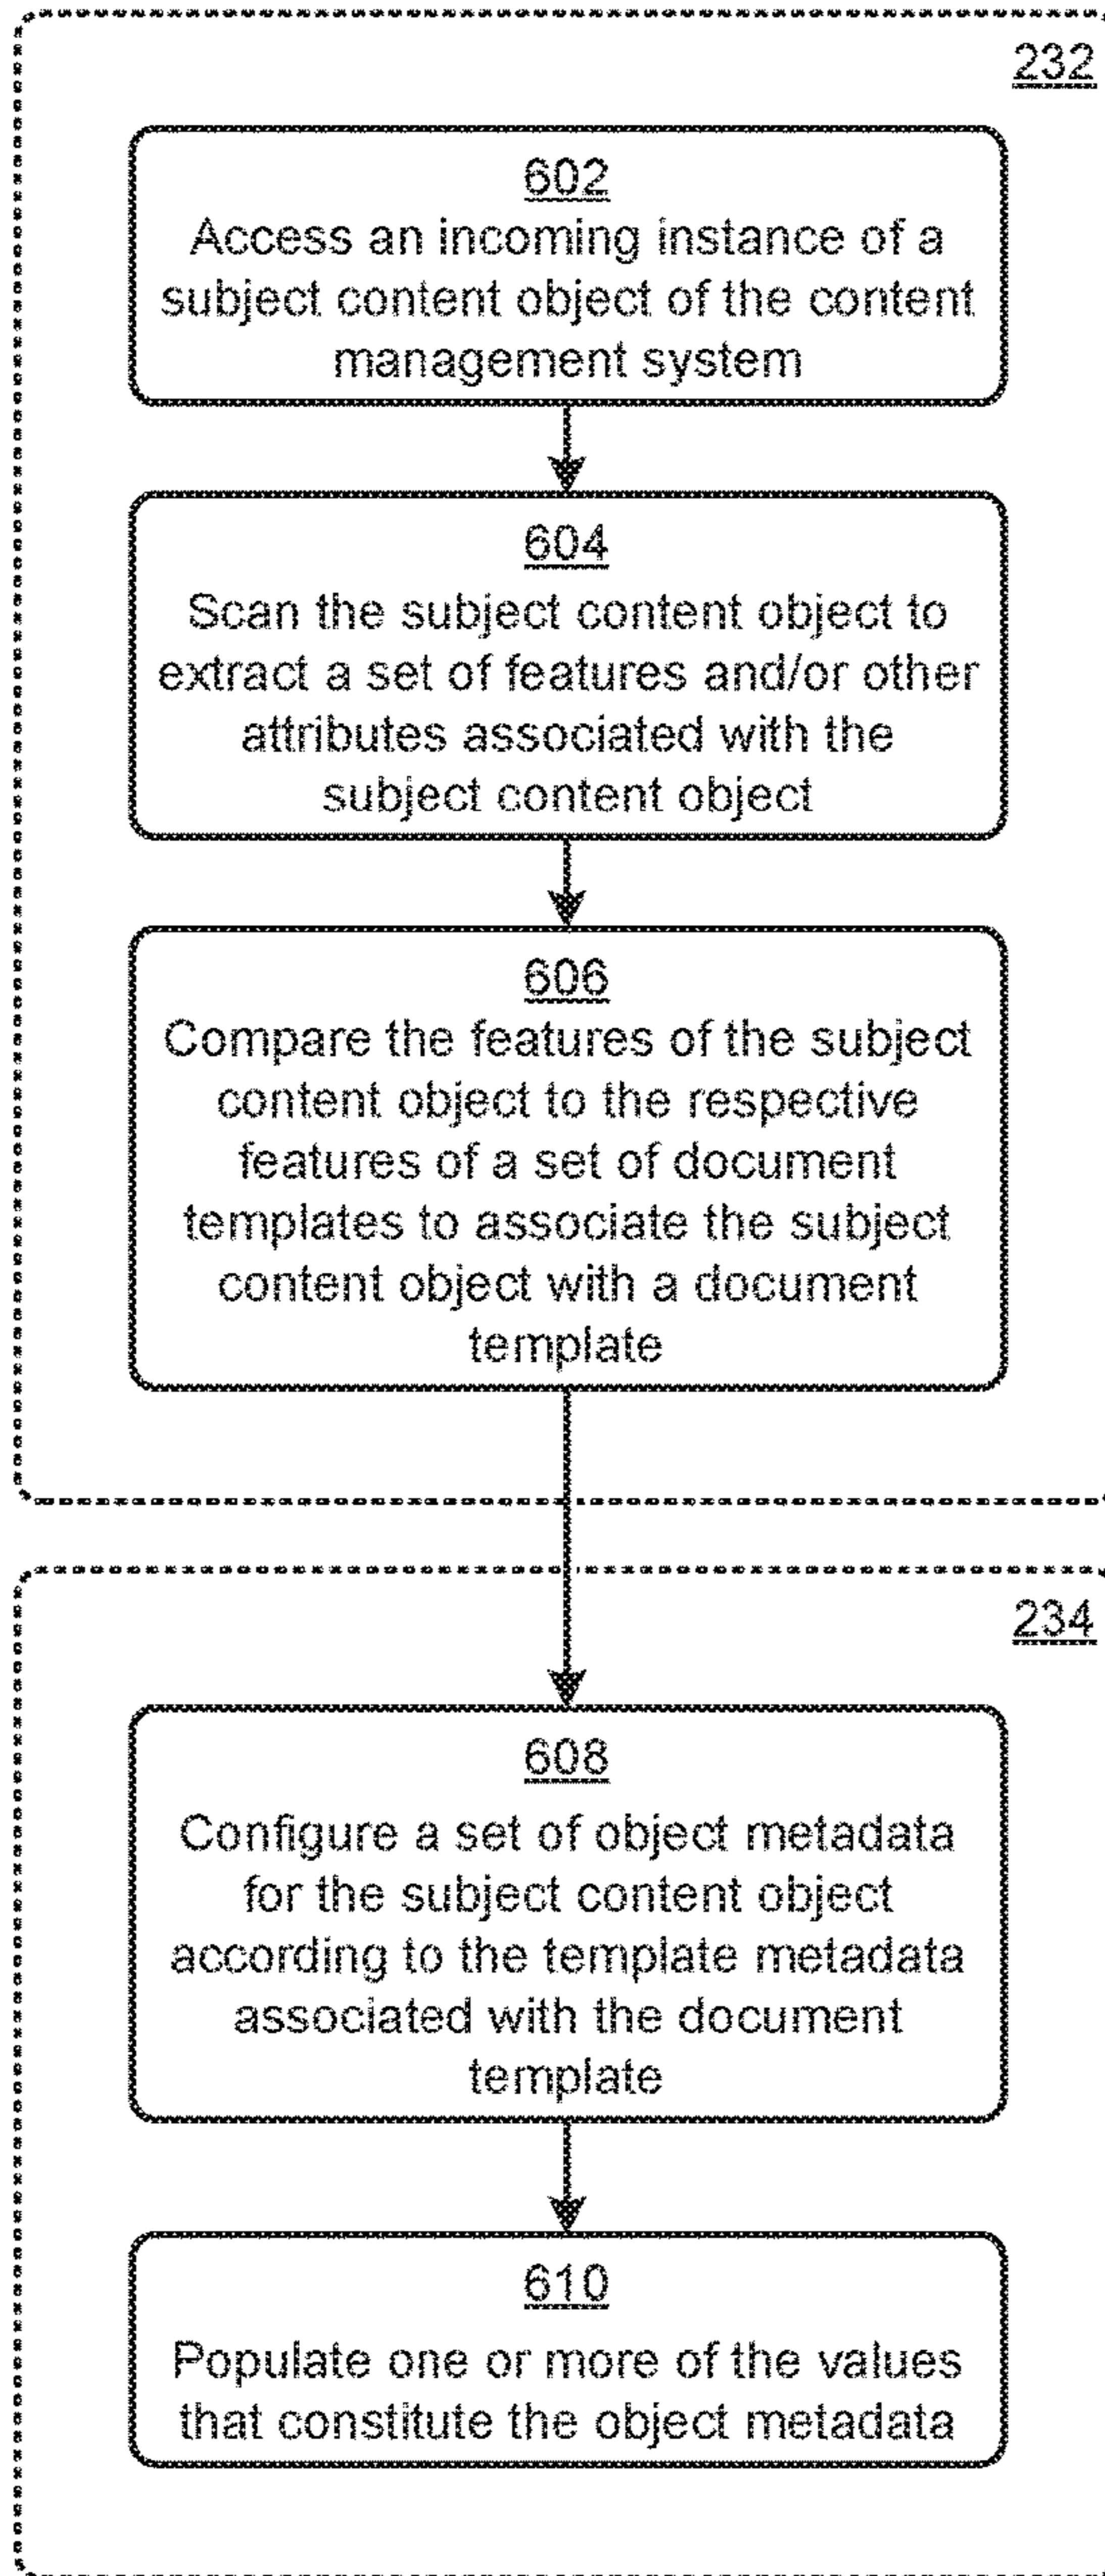 232
602
Access an incoming instance of a
subject content object of the content
management system
604
Scan the subject content object to
extract a set of features and/or other
attributes associated with the
subject content object
606
Compare the features of the subject
content object to the respective
features of a set of document
templates to associate the subject
content object with a document
template
234
608
Configure a set of object metadata
for the subject content object
according to the template metadata
associated with the document
template
610
Populate one or more of the values
that constitute the object metadata